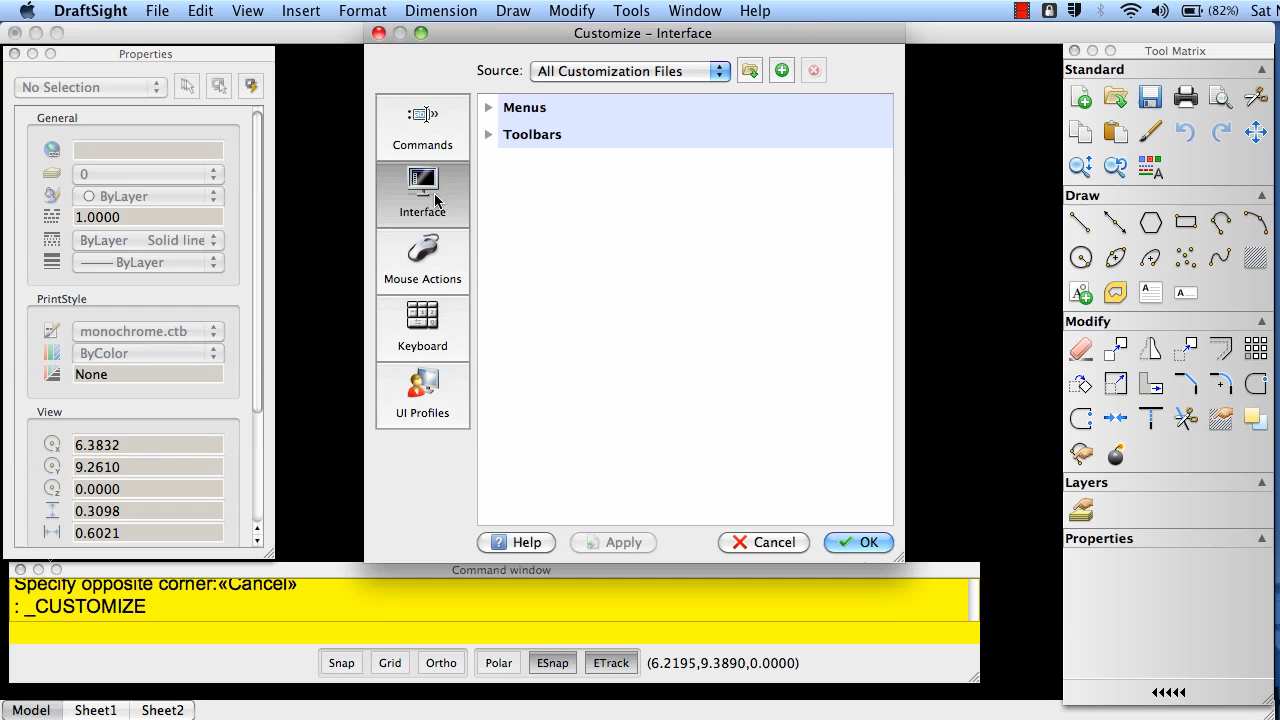 DraftSight File Edit View Insert Format Dimension Draw Modify Tools Window Help (82%) Sat
Properties
No Selection
General
0
ByLayer
1.0000
ByLayer Solid line
ByLayer
PrintStyle
monochrome.ctb
ByColor
None
View
6.3832
9.2610
0.0000
0.3098
0.6021
Customize – Interface
Source: All Customization Files
Commands
Interface
Mouse Actions
Keyboard
UI Profiles
Menus
Toolbars
Help Apply Cancel OK
Tool Matrix
Standard
Draw
Modify
Layers
Properties
Command window
Specify opposite corner:«Cancel»
: _CUSTOMIZE
Snap Grid Ortho Polar ESnap ETrack (6.2195,9.3890,0.0000)
Model Sheet1 Sheet2